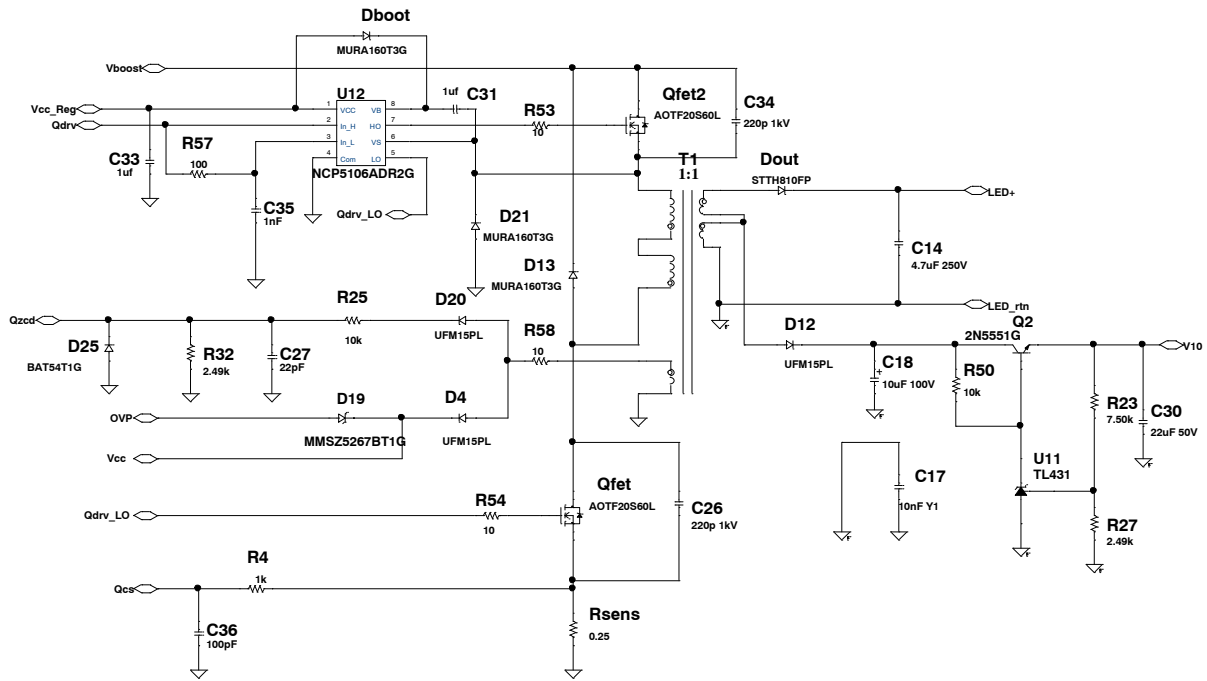 Dboot
MURA160T3G
Vboost
U12
1uf
C31
R53
10
Qfet2
AOTF20S60L
C34
220p 1kV
Vcc_Reg
Qdrv
1
VCC
VB
8
2
In_H
HO
7
3
In_L
VS
6
4
Com
LO
5
NCP5106ADR2G
R57
100
C33
1uf
C35
1nF
Qdrv_LO
D21
MURA160T3G
T1
1:1
Dout
STTH810FP
LED+
C14
4.7uF 250V
LED_rtn
D13
MURA160T3G
Qzcd
R25
10k
D20
UFM15PL
R58
10
D25
BAT54T1G
R32
2.49k
C27
22pF
D12
UFM15PL
Q2
2N5551G
V10
C18
+
10uF 100V
R50
10k
R23
7.50k
C30
22uF 50V
OVP
D19
MMSZ5267BT1G
D4
UFM15PL
Vcc
Qfet
AOTF20S60L
C26
220p 1kV
C17
10nF Y1
U11
TL431
R27
2.49k
Qdrv_LO
R54
10
Qcs
R4
1k
C36
100pF
Rsens
0.25